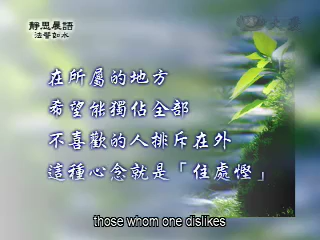 靜思晨語
法譬如水
大愛
在所屬的地方
希望能獨佔全部
不喜歡的人排斥在外
這種心念就是「住處慳」
those whom one dislikes